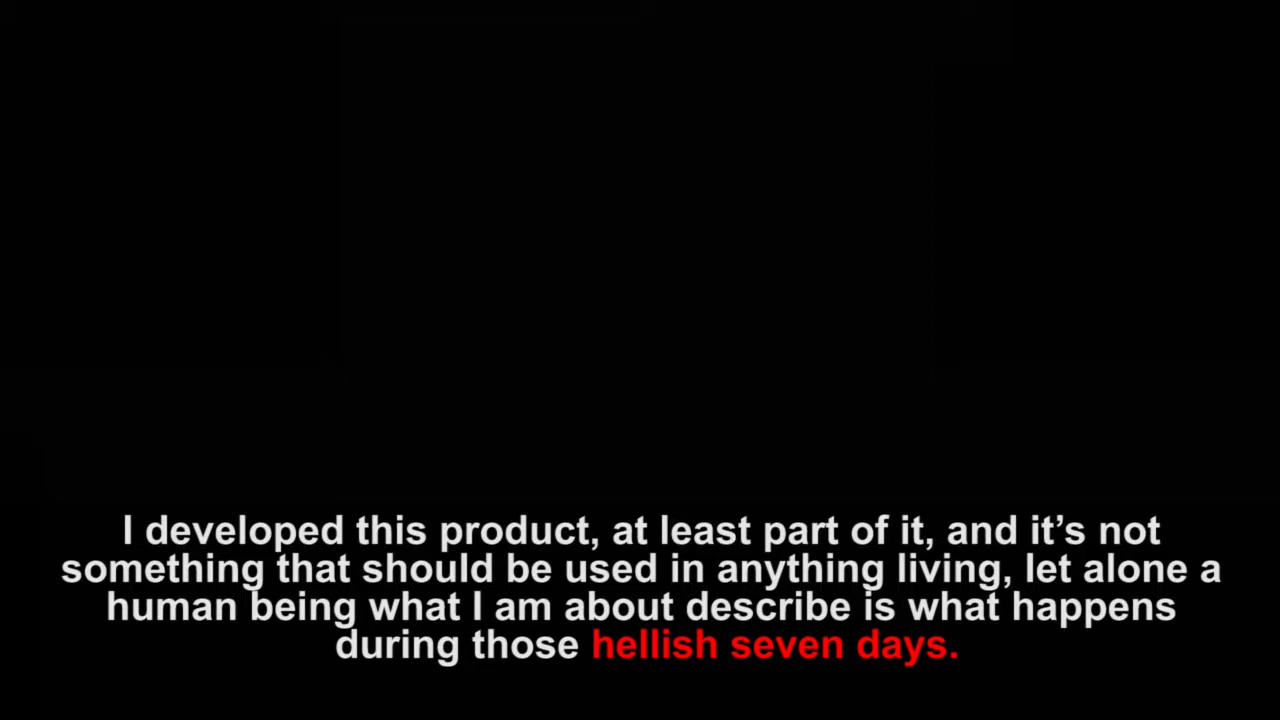 I developed this product, at least part of it, and it’s not
something that should be used in anything living, let alone a
human being what I am about describe is what happens
during those hellish seven days.